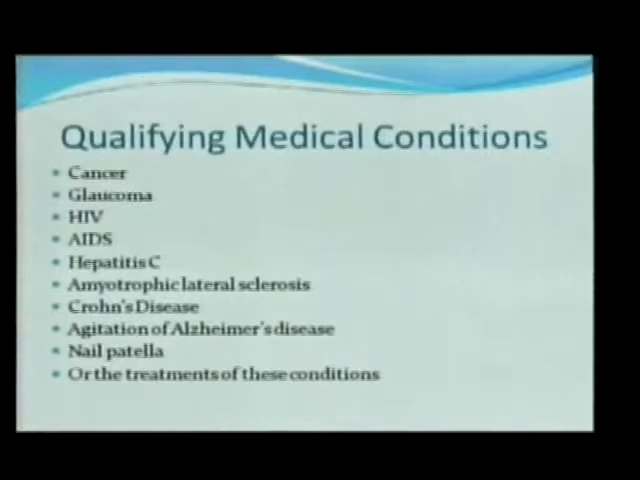 Qualifying Medical Conditions
• Cancer
• Glaucoma
• HIV
• AIDS
• Hepatitis C
• Amyotrophic lateral sclerosis
• Crohn's Disease
• Agitation of Alzheimer's disease
• Nail patella
• Or the treatments of these conditions